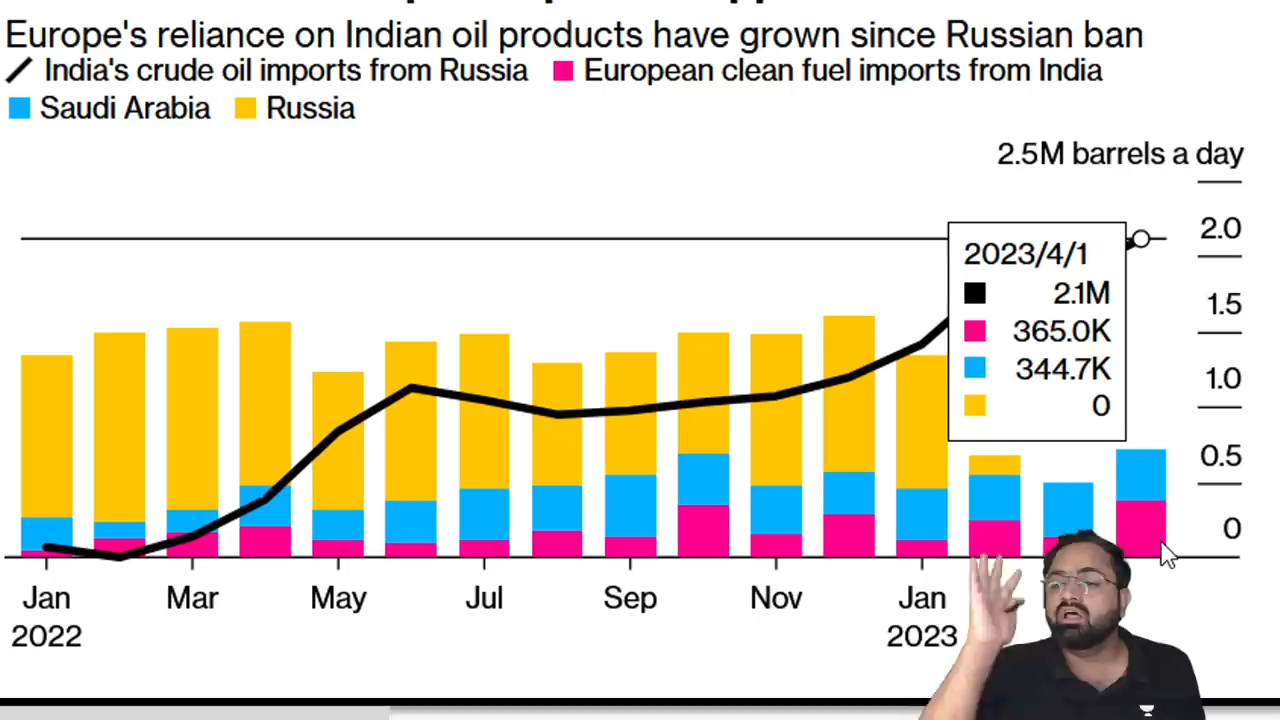 Europe's reliance on Indian oil products have grown since Russian ban
India's crude oil imports from Russia European clean fuel imports from India
Saudi Arabia Russia
2.5M barrels a day
2.0
1.5
1.0
0.5
0
2023/4/1
2.1M
365.0K
344.7K
0
Jan Mar May Jul Sep Nov Jan
2022 2023